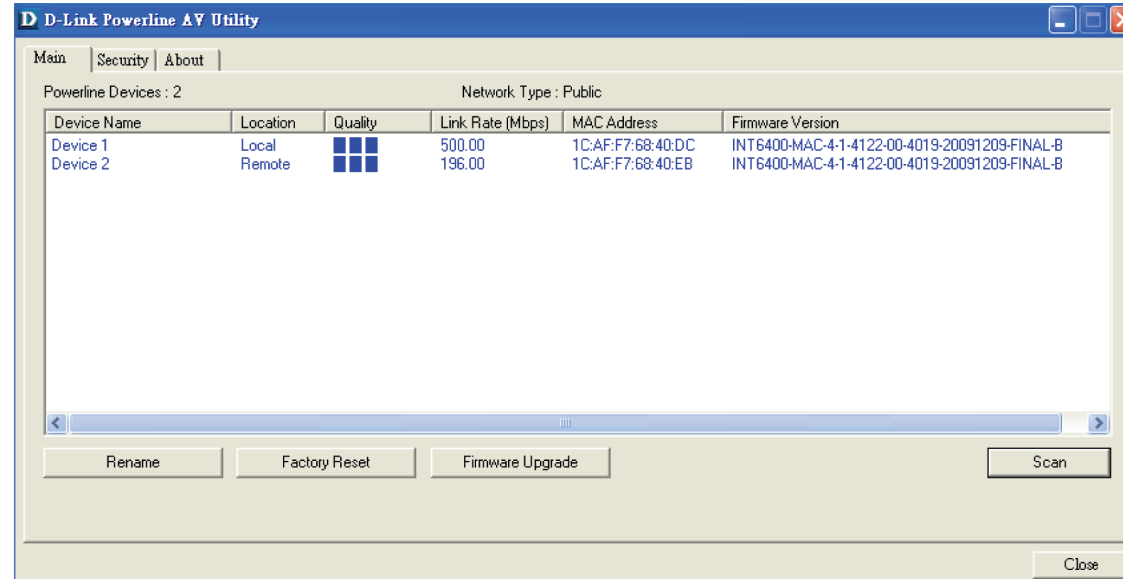 D D-Link Powerline AV Utility
Main Security About
Powerline Devices : 2 Network Type : Public
Device Name Location Quality Link Rate (Mbps) MAC Address Firmware Version
Device 1 Local 500.00 1C:AF:F7:68:40:DC INT6400-MAC-4-1-4122-00-4019-20091209-FINAL-B
Device 2 Remote 196.00 1C:AF:F7:68:40:EB INT6400-MAC-4-1-4122-00-4019-20091209-FINAL-B
Rename Factory Reset Firmware Upgrade Scan
Close